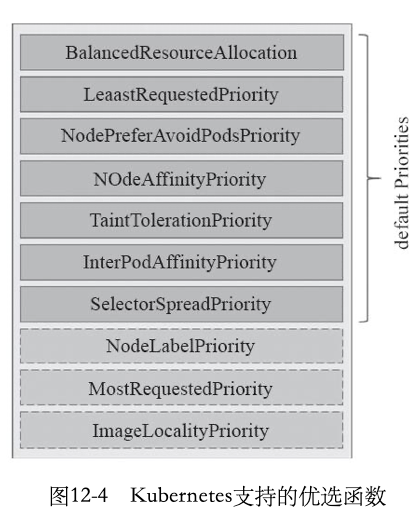 BalancedResourceAllocation
LeaastRequestedPriority
NodePreferAvoidPodsPriority
NOdeAffinityPriority
TaintTolerationPriority
InterPodAffinityPriority
SelectorSpreadPriority
NodeLabelPriority
MostRequestedPriority
ImageLocalityPriority
default Priorities
图12-4 Kubernetes支持的优选函数